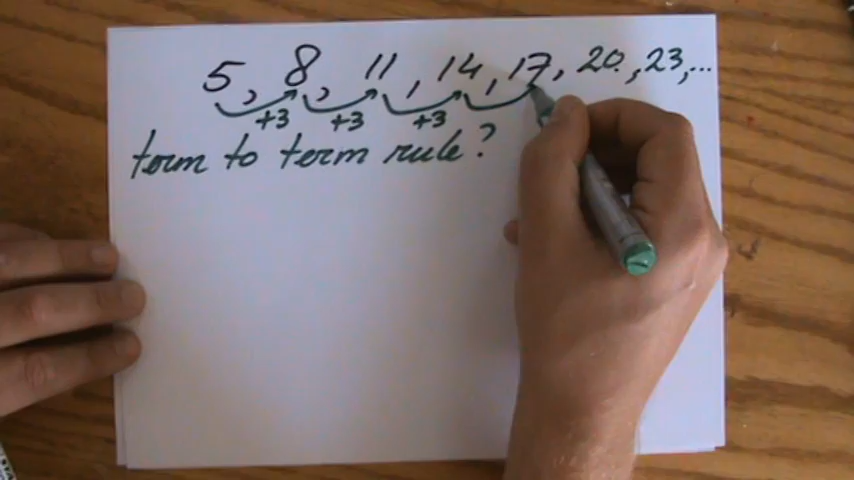 5, 8, 11, 14, 17, 20, 23, ...
+3 +3 +3
term to term rule?